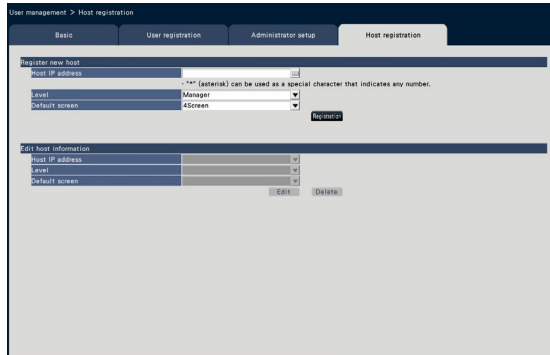 User management > Host registration
Basic User registration Administrator setup Host registration
Register new host
Host IP address
· "*" (asterisk) can be used as a special character that indicates any number.
Level Manager
Default screen 4Screen
Registration
Edit host information
Host IP address
Level
Default screen
Edit Delete